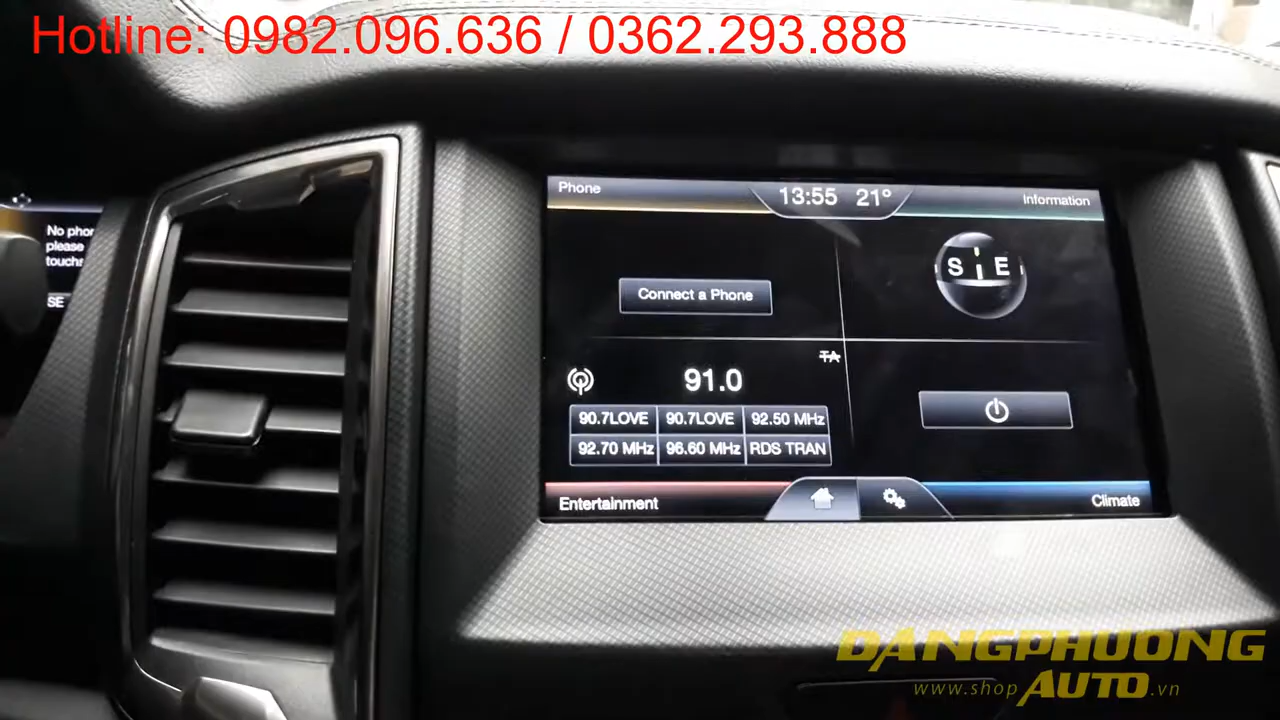 Hotline: 0982.096.636 / 0362.293.888
Phone
13:55 21°
Information
No phon
please
touchs
SE
Connect a Phone
S E
TA
91.0
90.7LOVE 90.7LOVE 92.50 MHz
92.70 MHz 96.60 MHz RDS TRAN
Entertainment
Climate
DANGPHUONG
www.shop AUTO.vn